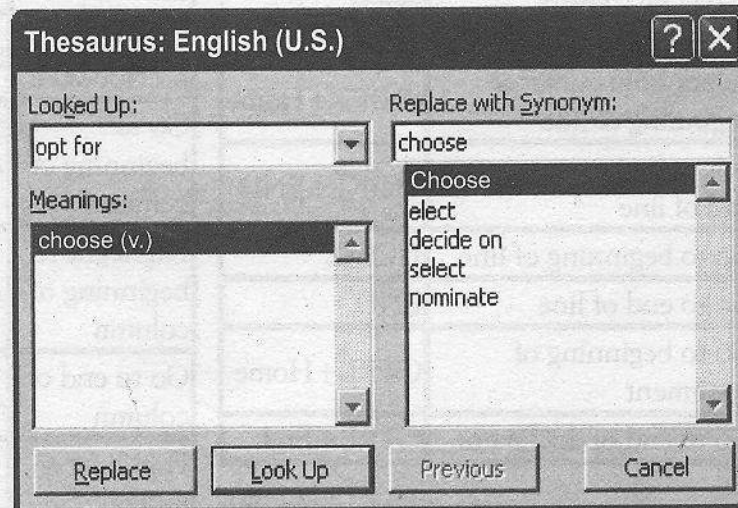 Thesaurus: English (U.S.)
Looked Up:
opt for
Meanings:
choose (v.)
Replace with Synonym:
choose
Choose
elect
decide on
select
nominate
Replace
Look Up
Previous
Cancel